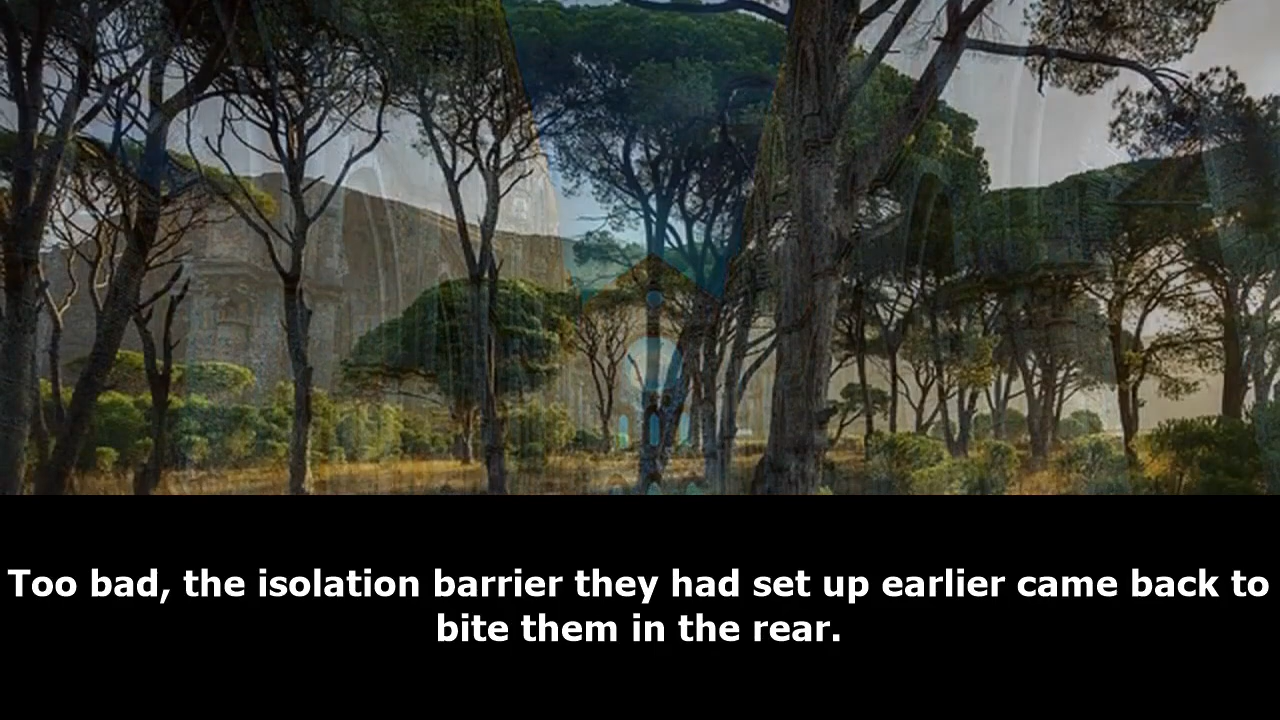 Too bad, the isolation barrier they had set up earlier came back to
bite them in the rear.